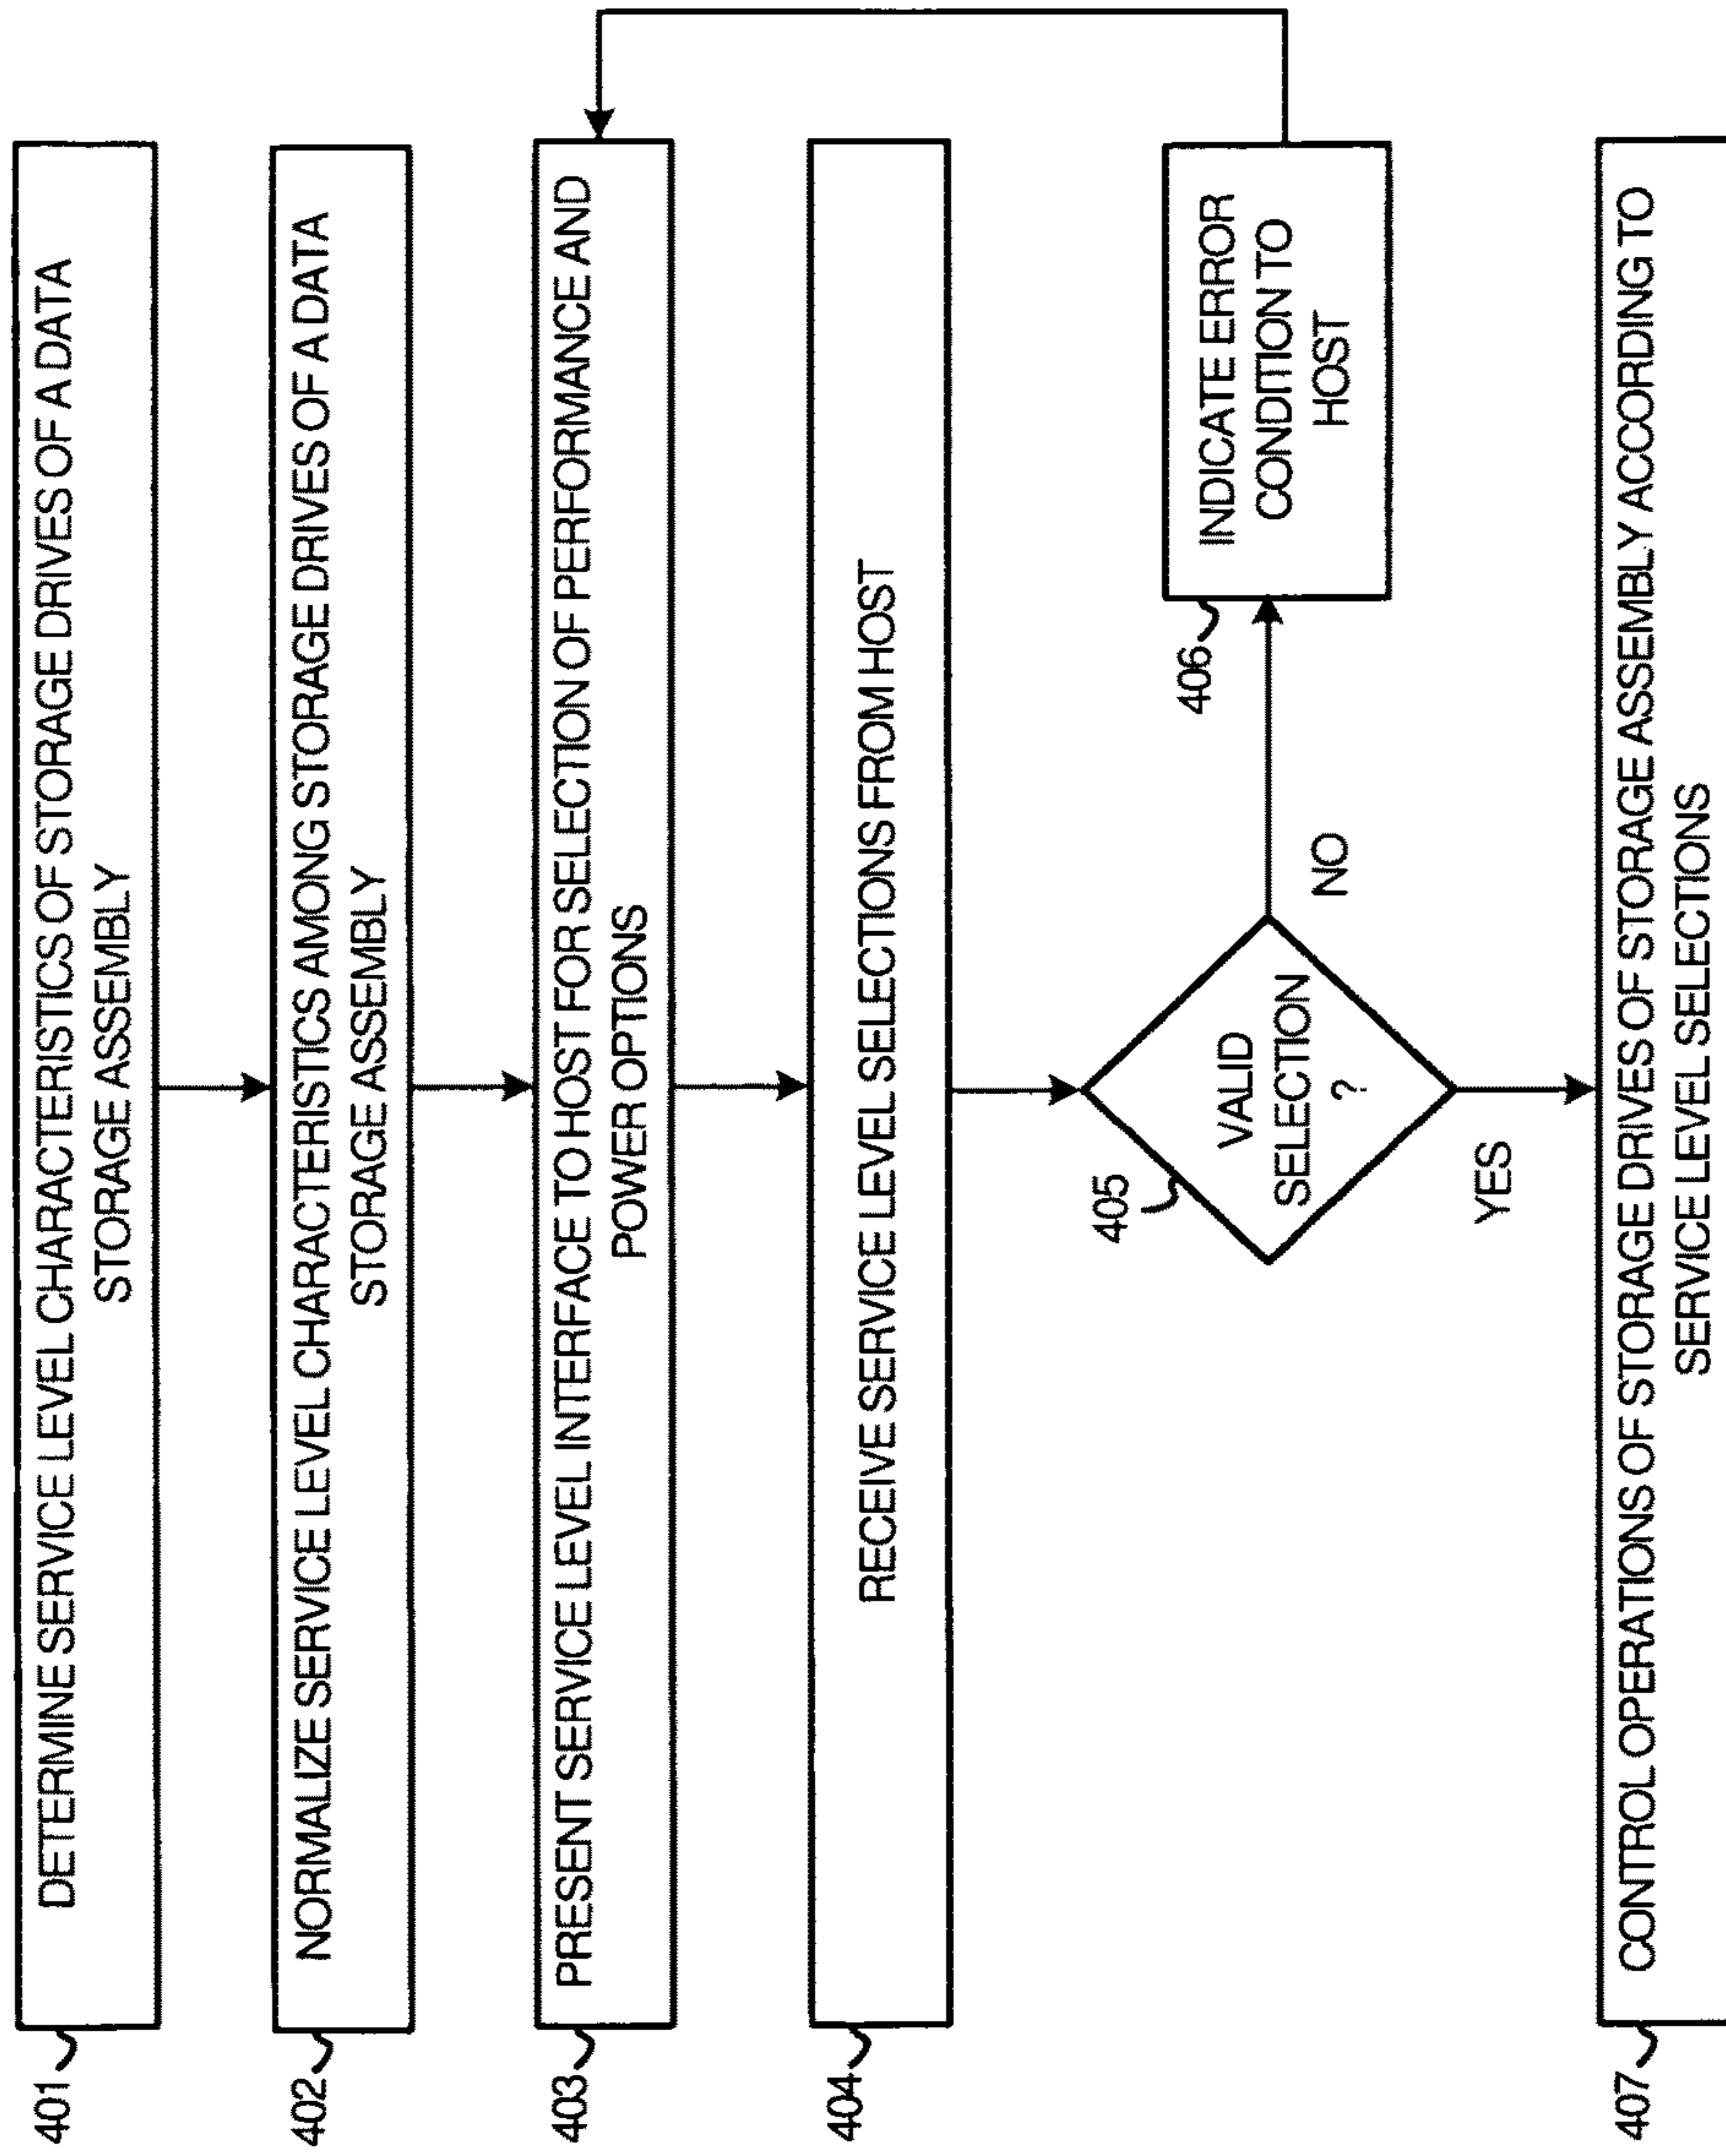 401
DETERMINE SERVICE LEVEL CHARACTERISTICS OF STORAGE DRIVES OF A DATA
STORAGE ASSEMBLY
402
NORMALIZE SERVICE LEVEL CHARACTERISTICS AMONG STORAGE DRIVES OF A DATA
STORAGE ASSEMBLY
403
PRESENT SERVICE LEVEL INTERFACE TO HOST FOR SELECTION OF PERFORMANCE AND
POWER OPTIONS
404
RECEIVE SERVICE LEVEL SELECTIONS FROM HOST
405
VALID
SELECTION
?
NO
YES
406
INDICATE ERROR
CONDITION TO
HOST
407
CONTROL OPERATIONS OF STORAGE DRIVES OF STORAGE ASSEMBLY ACCORDING TO
SERVICE LEVEL SELECTIONS